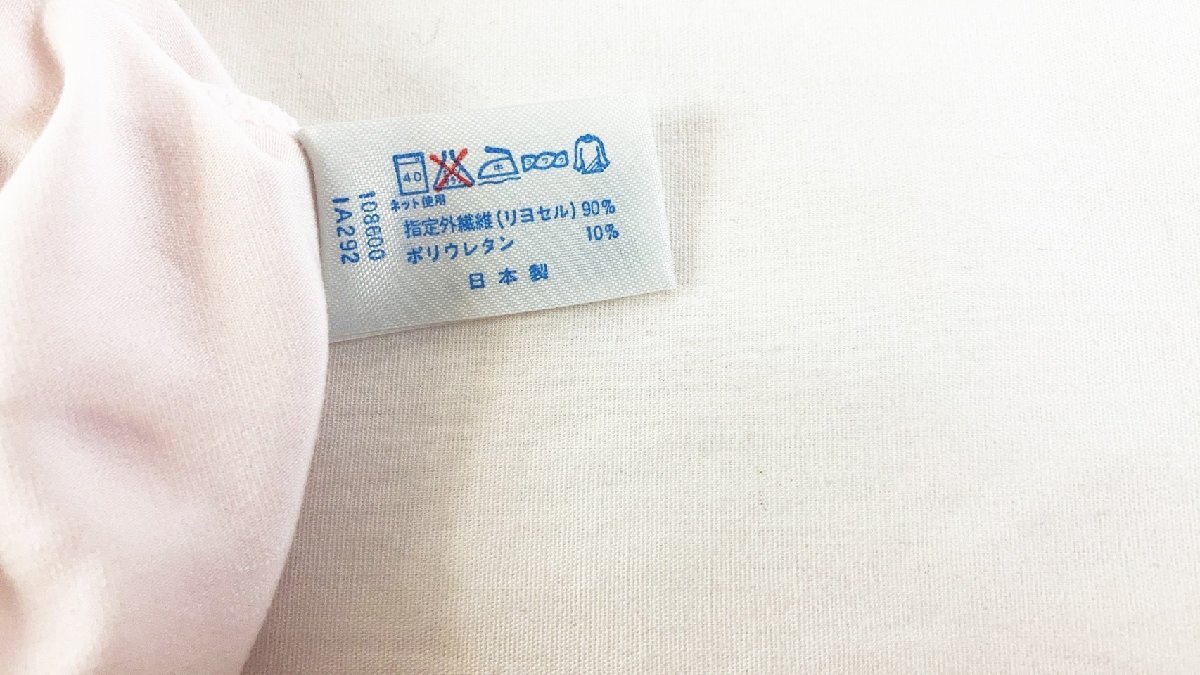 40
ネット使用
指定外繊維(リヨセル) 90%
ポリウレタン 10%
日本製
108600
IA292